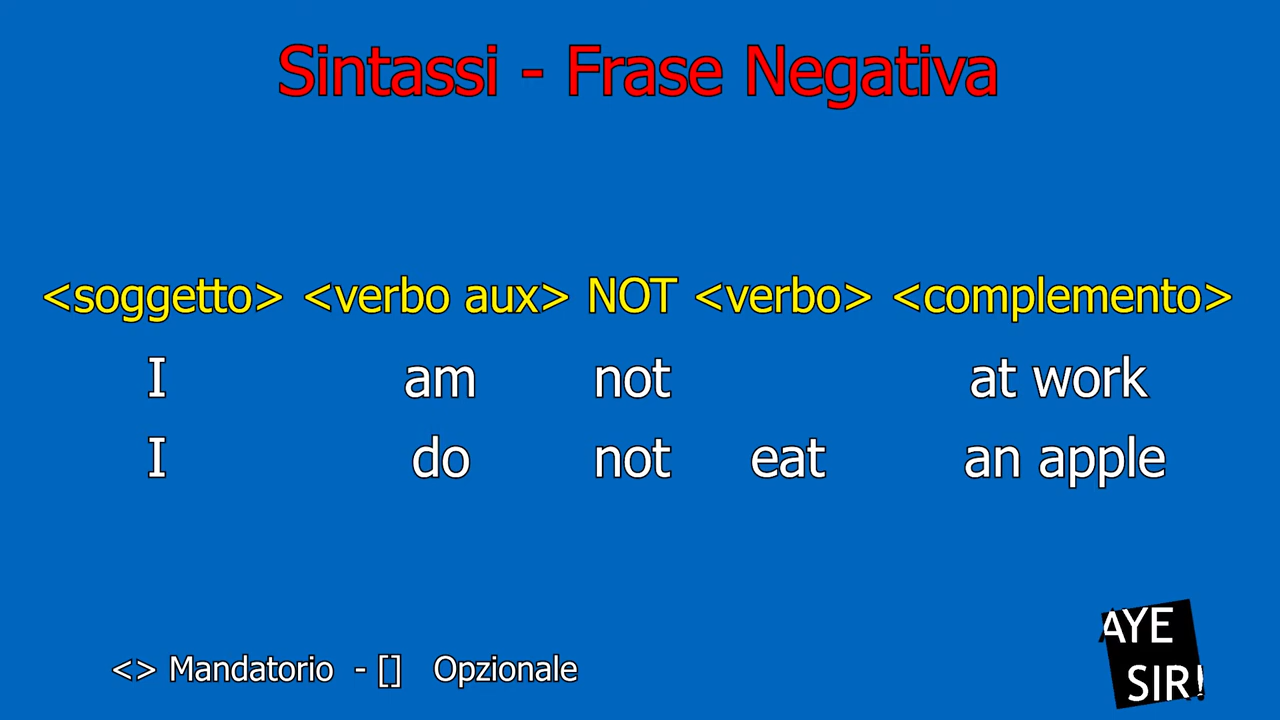 Sintassi - Frase Negativa
<soggetto> <verbo aux> NOT <verbo> <complemento>
I am not at work
I do not eat an apple
<> Mandatorio - [] Opzionale
AYE
SIR!